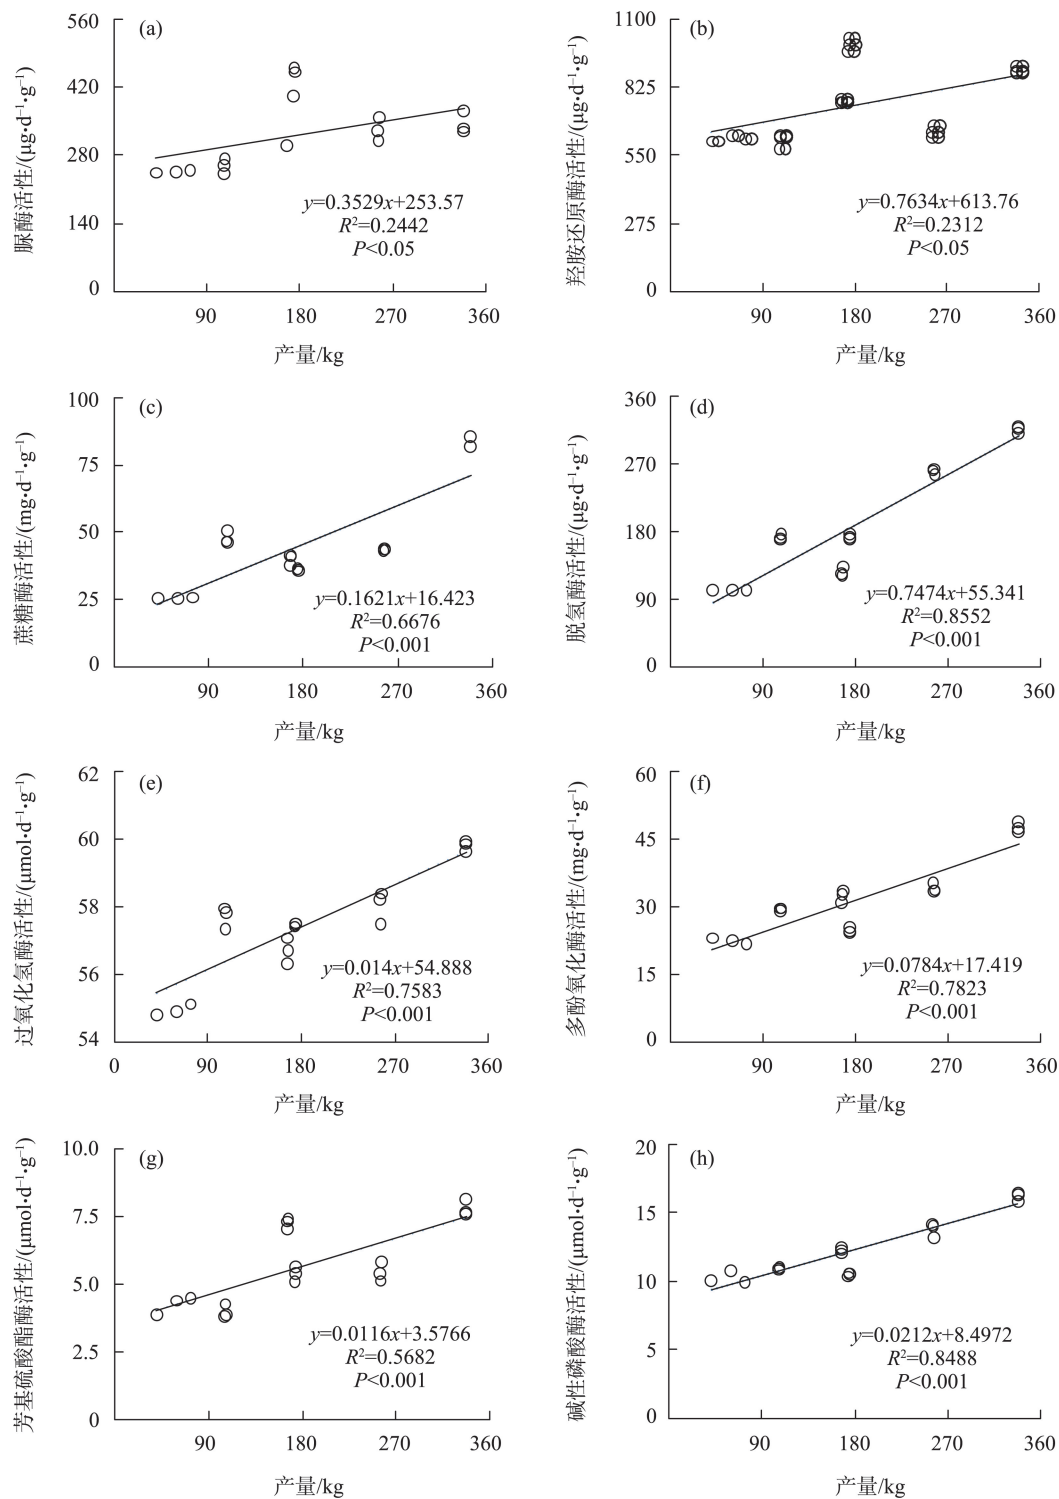 (a)
560
420
280
140
0
脲酶活性/(μg•d⁻¹•g⁻¹)
y=0.3529x+253.57
R²=0.2442
P<0.05
90 180 270 360
产量/kg
(b)
1100
825
550
275
0
羟胺还原酶活性/(μg•d⁻¹•g⁻¹)
y=0.7634x+613.76
R²=0.2312
P<0.05
90 180 270 360
产量/kg
(c)
100
75
50
25
0
蔗糖酶活性/(mg•d⁻¹•g⁻¹)
y=0.1621x+16.423
R²=0.6676
P<0.001
90 180 270 360
产量/kg
(d)
360
270
180
90
0
脱氢酶活性/(μg•d⁻¹•g⁻¹)
y=0.7474x+55.341
R²=0.8552
P<0.001
90 180 270 360
产量/kg
(e)
62
60
58
56
54
过氧化氢酶活性/(μmol•d⁻¹•g⁻¹)
y=0.014x+54.888
R²=0.7583
P<0.001
0 90 180 270 360
产量/kg
(f)
60
45
30
15
0
多酚氧化酶活性/(mg•d⁻¹•g⁻¹)
y=0.0784x+17.419
R²=0.7823
P<0.001
90 180 270 360
产量/kg
(g)
10.0
7.5
5.0
2.5
0
芳基硫酸酯酶活性/(μmol•d⁻¹•g⁻¹)
y=0.0116x+3.5766
R²=0.5682
P<0.001
90 180 270 360
产量/kg
(h)
20
15
10
5
0
碱性磷酸酶活性/(μmol•d⁻¹•g⁻¹)
y=0.0212x+8.4972
R²=0.8488
P<0.001
90 180 270 360
产量/kg